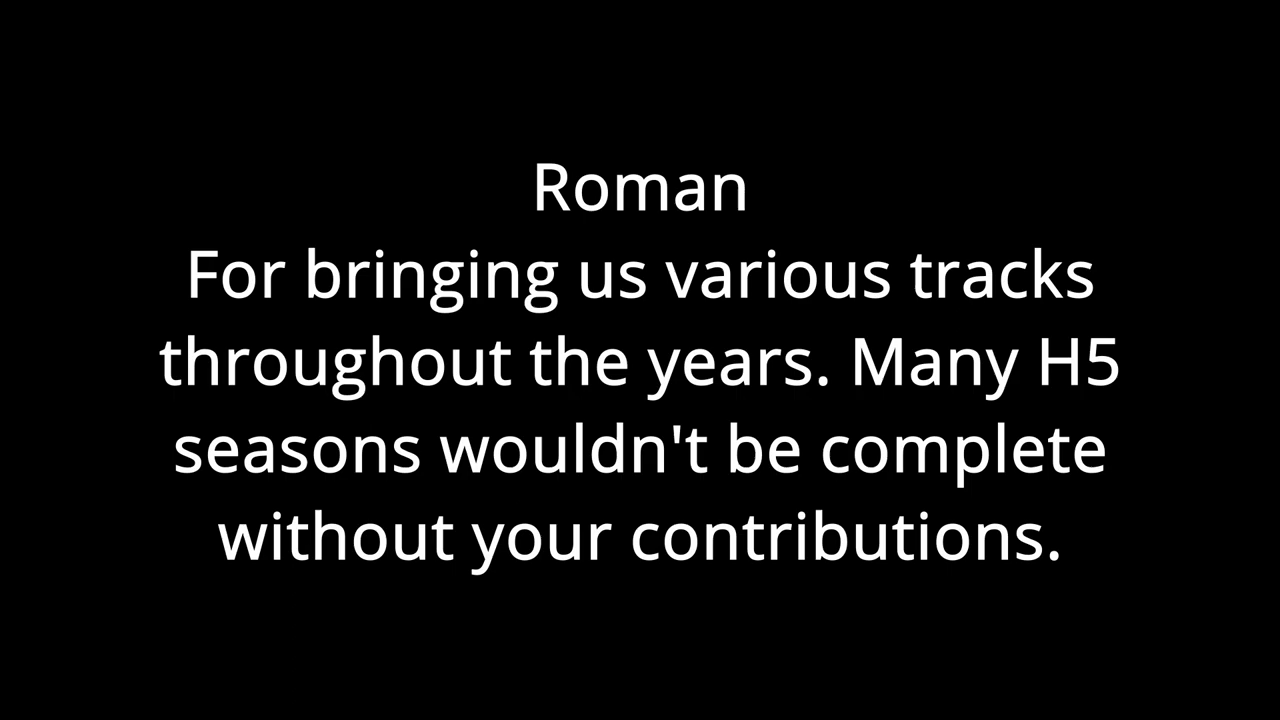 Roman
For bringing us various tracks
throughout the years. Many H5
seasons wouldn't be complete
without your contributions.